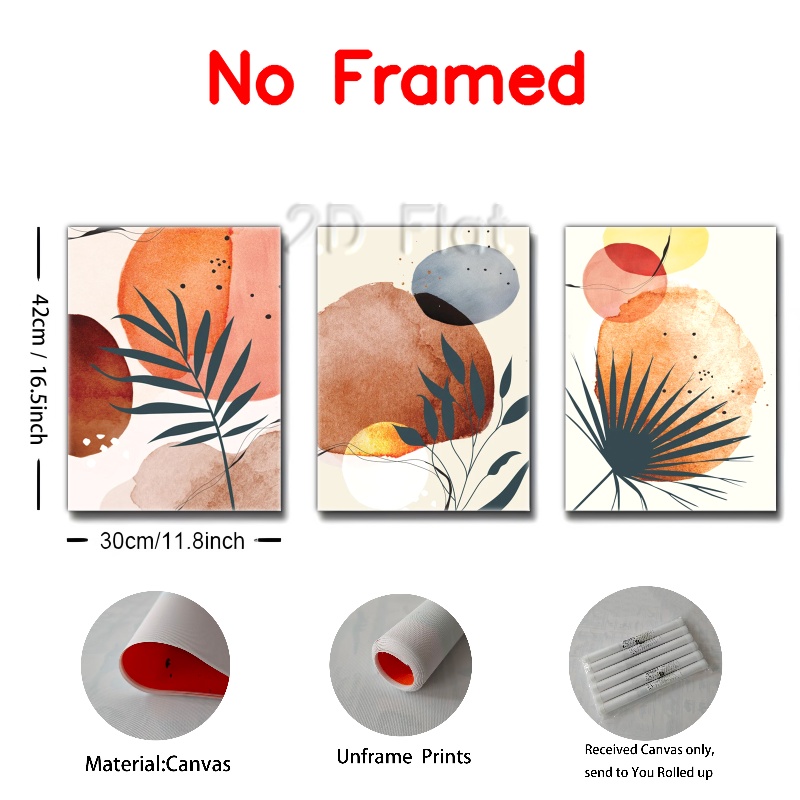 No Framed
2D Flat
42cm / 16.5inch
30cm/11.8inch
Material:Canvas
Unframe Prints
Received Canvas only,
send to You Rolled up